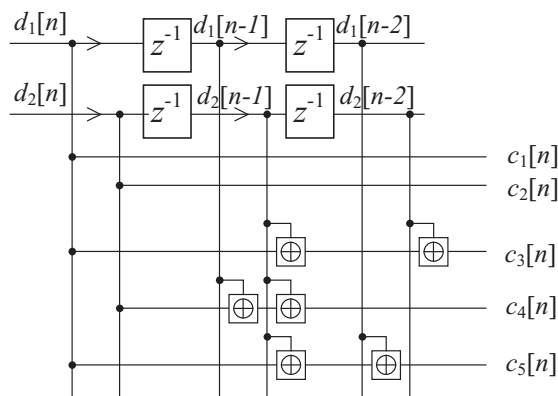 d₁[n] z⁻¹ d₁[n-1] z⁻¹ d₁[n-2]
d₂[n] z⁻¹ d₂[n-1] z⁻¹ d₂[n-2]
c₁[n]
c₂[n]
c₃[n]
c₄[n]
c₅[n]